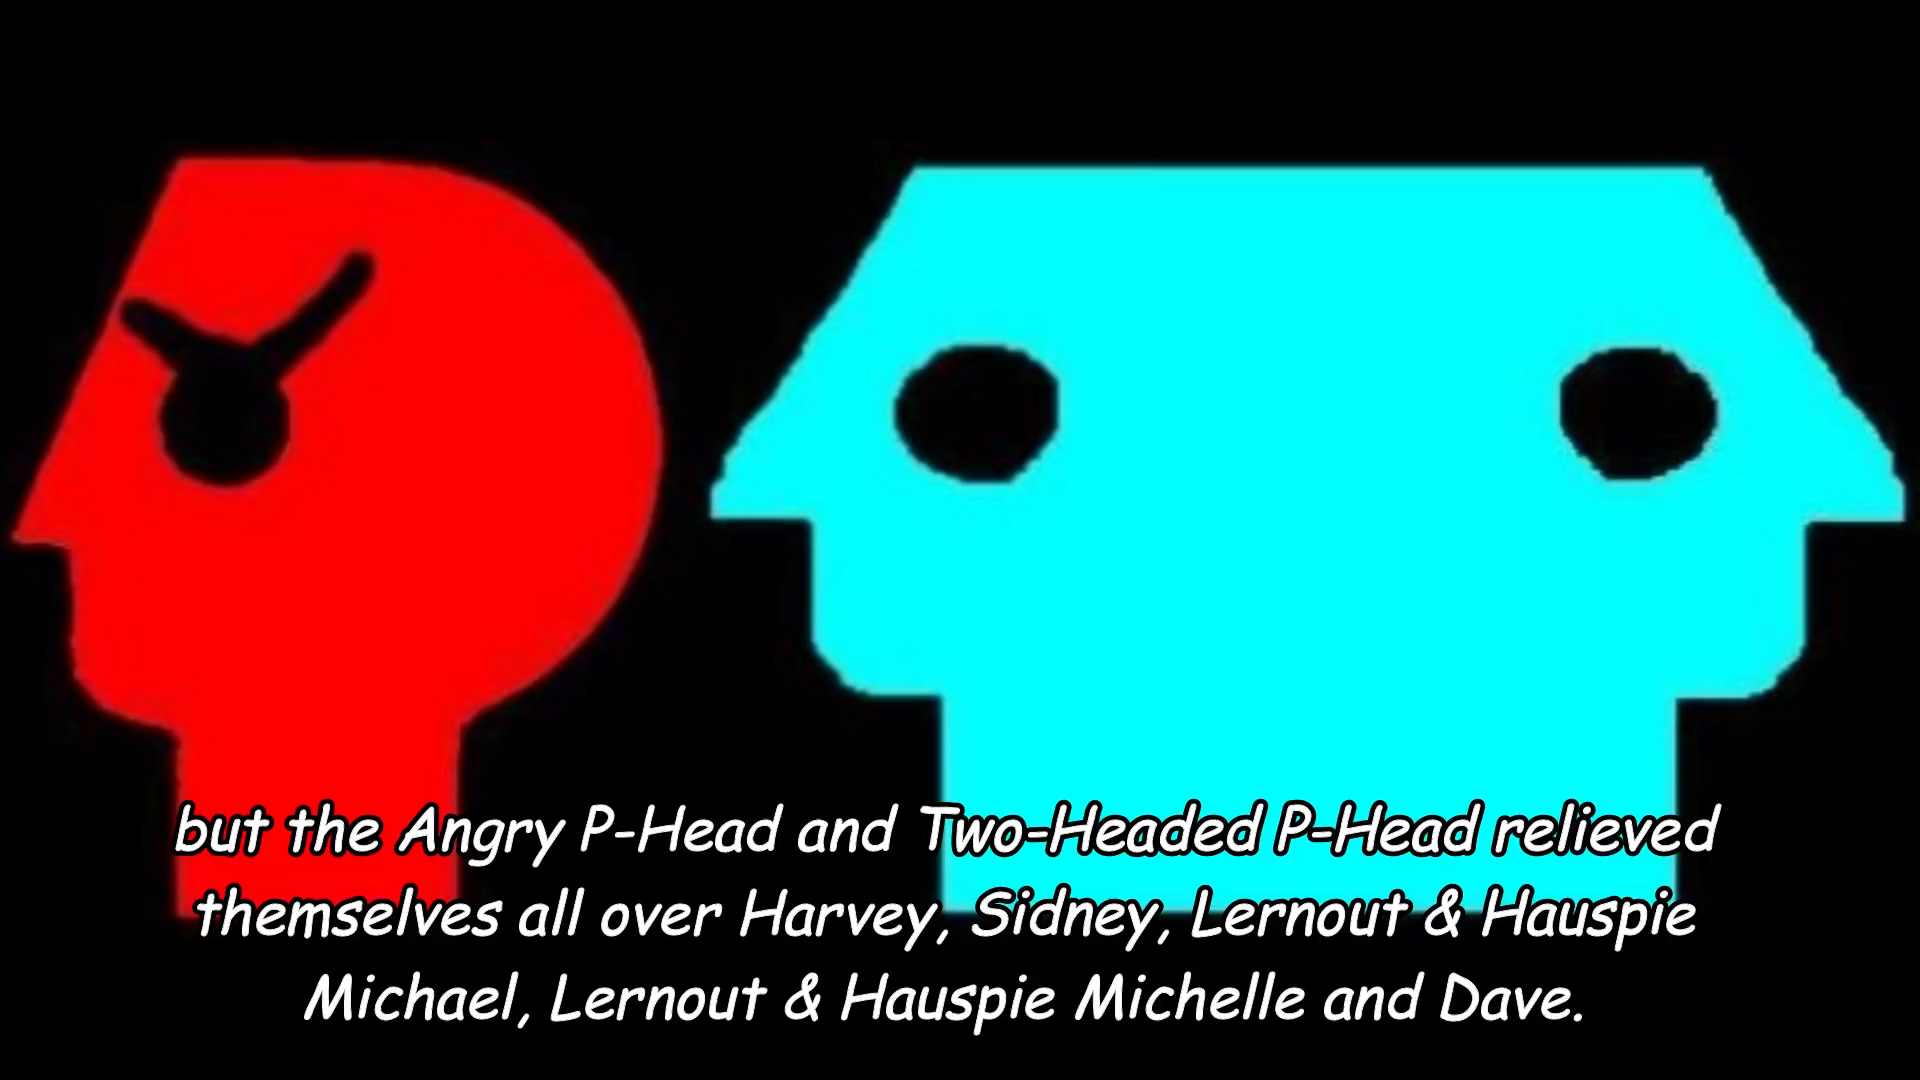 but the Angry P-Head and Two-Headed P-Head relieved
themselves all over Harvey, Sidney, Lernout & Hauspie
Michael, Lernout & Hauspie Michelle and Dave.